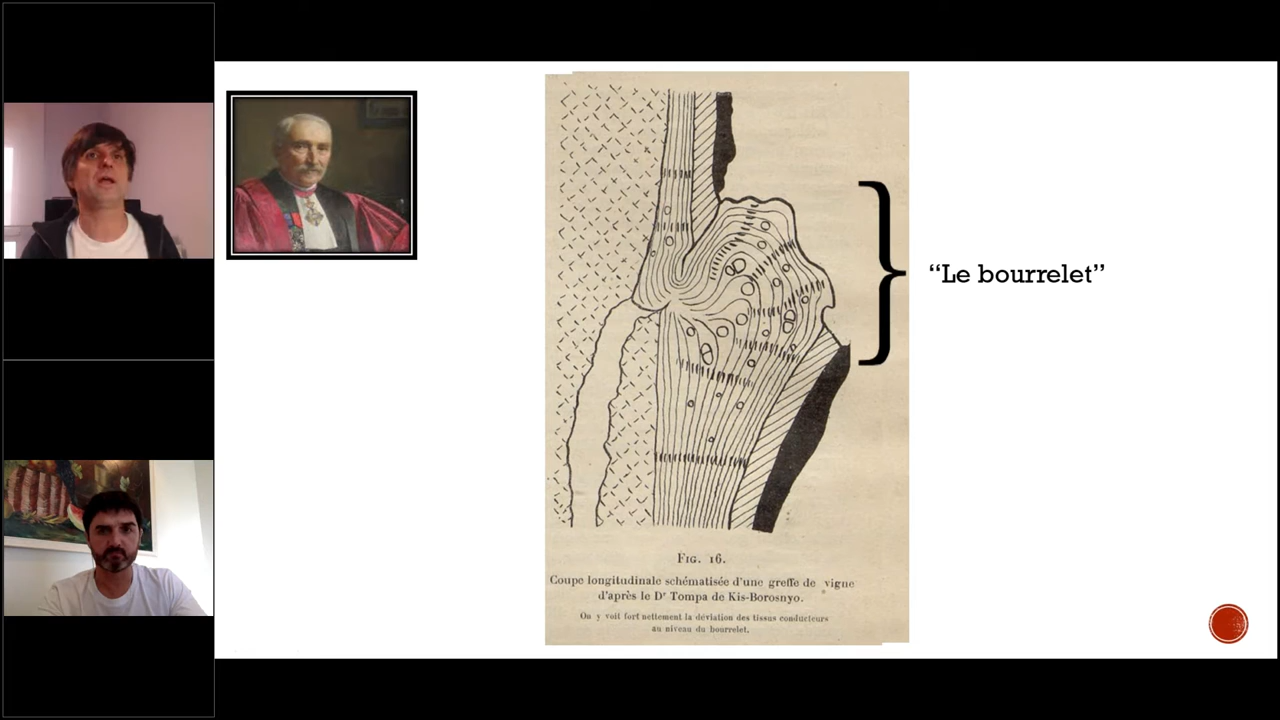 “Le bourrelet”
Fig. 16.
Coupe longitudinale schématisée d'une greffe de vigne
d'après le Dr Tompa de Kis-Borosnyo.
On y voit fort nettement la déviation des tissus conducteurs
au niveau du bourrelet.